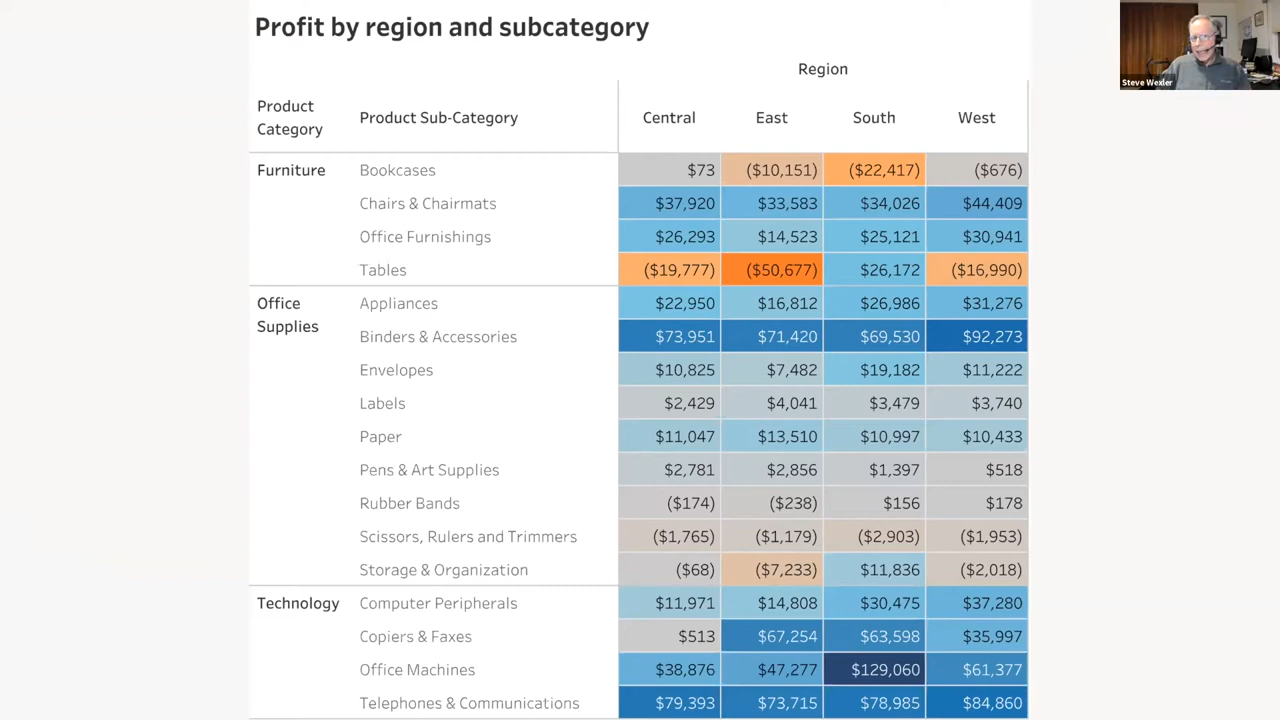 Profit by region and subcategory
Steve Wexler
Region
Product Category Product Sub-Category Central East South West
Furniture Bookcases $73 ($10,151) ($22,417) ($676)
Chairs & Chairmats $37,920 $33,583 $34,026 $44,409
Office Furnishings $26,293 $14,523 $25,121 $30,941
Tables ($19,777) ($50,677) $26,172 ($16,990)
Office Supplies Appliances $22,950 $16,812 $26,986 $31,276
Binders & Accessories $73,951 $71,420 $69,530 $92,273
Envelopes $10,825 $7,482 $19,182 $11,222
Labels $2,429 $4,041 $3,479 $3,740
Paper $11,047 $13,510 $10,997 $10,433
Pens & Art Supplies $2,781 $2,856 $1,397 $518
Rubber Bands ($174) ($238) $156 $178
Scissors, Rulers and Trimmers ($1,765) ($1,179) ($2,903) ($1,953)
Storage & Organization ($68) ($7,233) $11,836 ($2,018)
Technology Computer Peripherals $11,971 $14,808 $30,475 $37,280
Copiers & Faxes $513 $67,254 $63,598 $35,997
Office Machines $38,876 $47,277 $129,060 $61,377
Telephones & Communications $79,393 $73,715 $78,985 $84,860